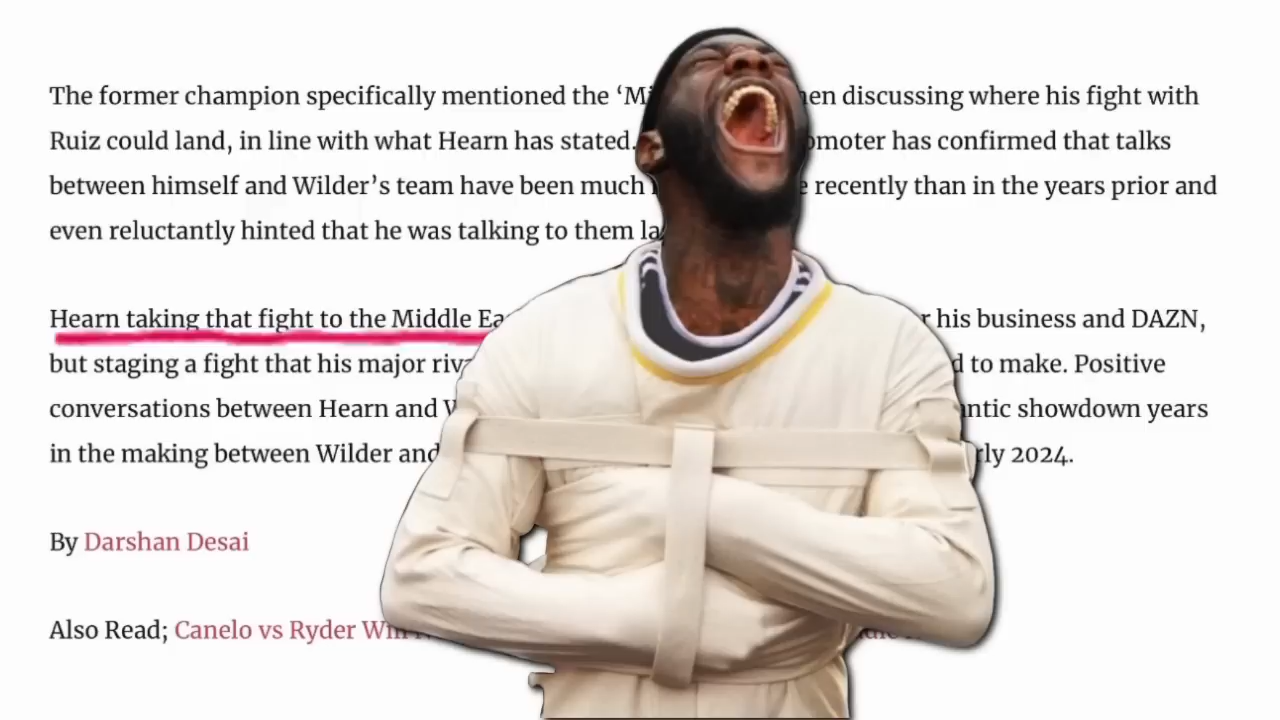 The former champion specifically mentioned the ‘Mi hen discussing where his fight with
Ruiz could land, in line with what Hearn has stated. omoter has confirmed that talks
between himself and Wilder’s team have been much recently than in the years prior and
even reluctantly hinted that he was talking to them la
Hearn taking that fight to the Middle Ea his business and DAZN,
but staging a fight that his major riva d to make. Positive
conversations between Hearn and antic showdown years
in the making between Wilder and rly 2024.
By Darshan Desai
Also Read; Canelo vs Ryder